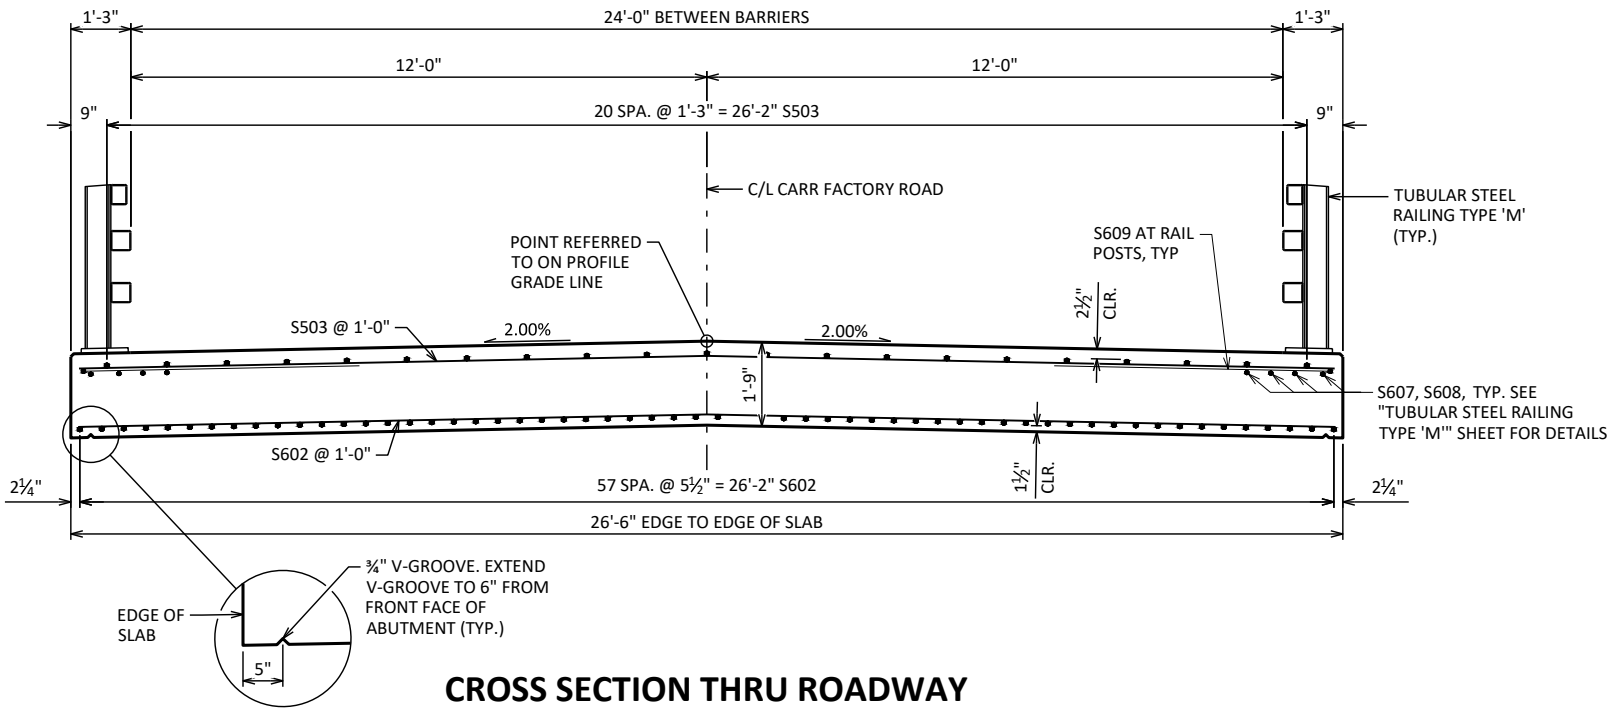 1'-3"
24'-0" BETWEEN BARRIERS
1'-3"
12'-0"
12'-0"
9"
20 SPA. @ 1'-3" = 26'-2" S503
9"
C/L CARR FACTORY ROAD
TUBULAR STEEL
RAILING TYPE 'M'
(TYP.)
POINT REFERRED
TO ON PROFILE
GRADE LINE
S609 AT RAIL
POSTS, TYP
2½"
CLR.
S503 @ 1'-0"
2.00%
2.00%
1'-9"
S607, S608, TYP. SEE
"TUBULAR STEEL RAILING
TYPE 'M'" SHEET FOR DETAILS
S602 @ 1'-0"
1½"
CLR.
2¼"
57 SPA. @ 5½" = 26'-2" S602
2¼"
26'-6" EDGE TO EDGE OF SLAB
¾" V-GROOVE. EXTEND
V-GROOVE TO 6" FROM
FRONT FACE OF
ABUTMENT (TYP.)
EDGE OF
SLAB
5"
CROSS SECTION THRU ROADWAY